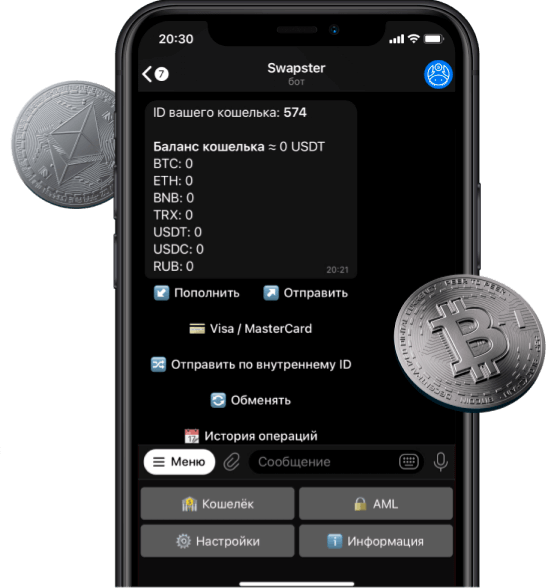 20:30
7
Swapster
бот
ID вашего кошелька: 574
Баланс кошелька ≈ 0 USDT
BTC: 0
ETH: 0
BNB: 0
TRX: 0
USDT: 0
USDC: 0
RUB: 0
20:21
Пополнить Отправить
Visa / MasterCard
Отправить по внутреннему ID
Обменять
История операций
Меню Сообщение
Кошелёк AML
Настройки Информация